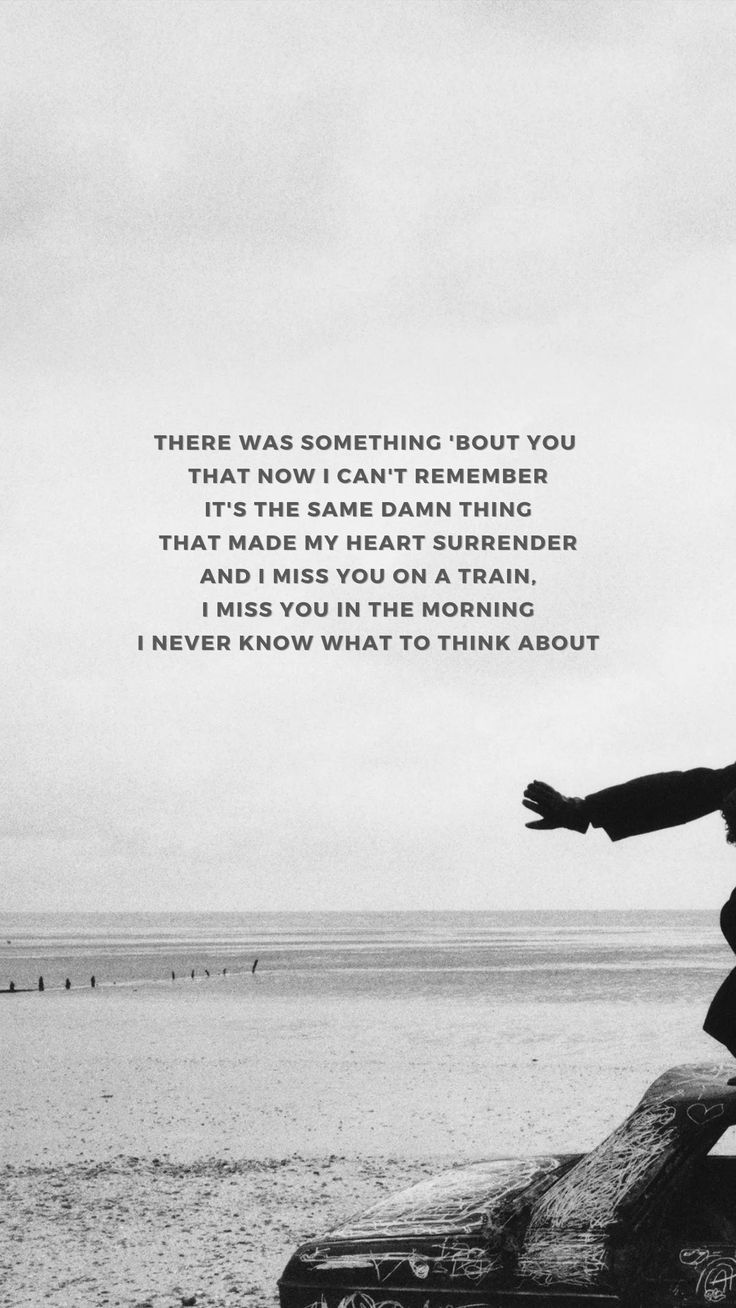 THERE WAS SOMETHING 'BOUT YOU
THAT NOW I CAN'T REMEMBER
IT'S THE SAME DAMN THING
THAT MADE MY HEART SURRENDER
AND I MISS YOU ON A TRAIN,
I MISS YOU IN THE MORNING
I NEVER KNOW WHAT TO THINK ABOUT